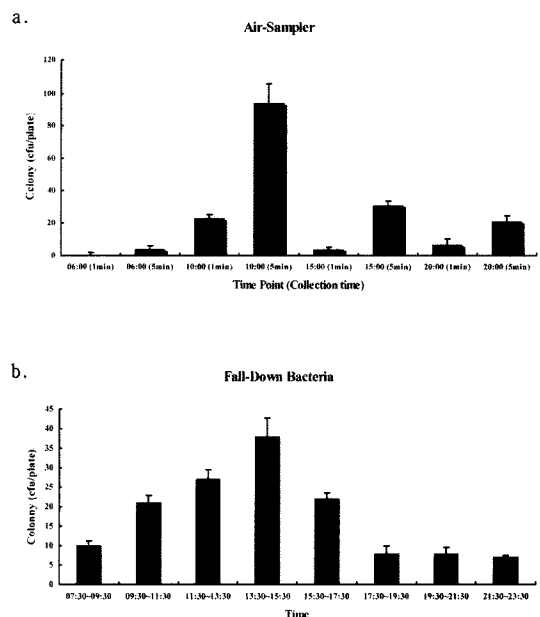 a.
Air-Sampler
120
100
80
60
40
20
0
Colony (cfu/plate)
06:00 (1min) 06:00 (5min) 10:00 (1min) 10:00 (5min) 15:00 (1min) 15:00 (5min) 20:00 (1min) 20:00 (5min)
Time Point (Collection time)
b.
Fall-Down Bacteria
45
40
35
30
25
20
15
10
5
0
Colonny (cfu/plate)
07:30~09:30 09:30~11:30 11:30~13:30 13:30~15:30 15:30~17:30 17:30~19:30 19:30~21:30 21:30~23:30
Time